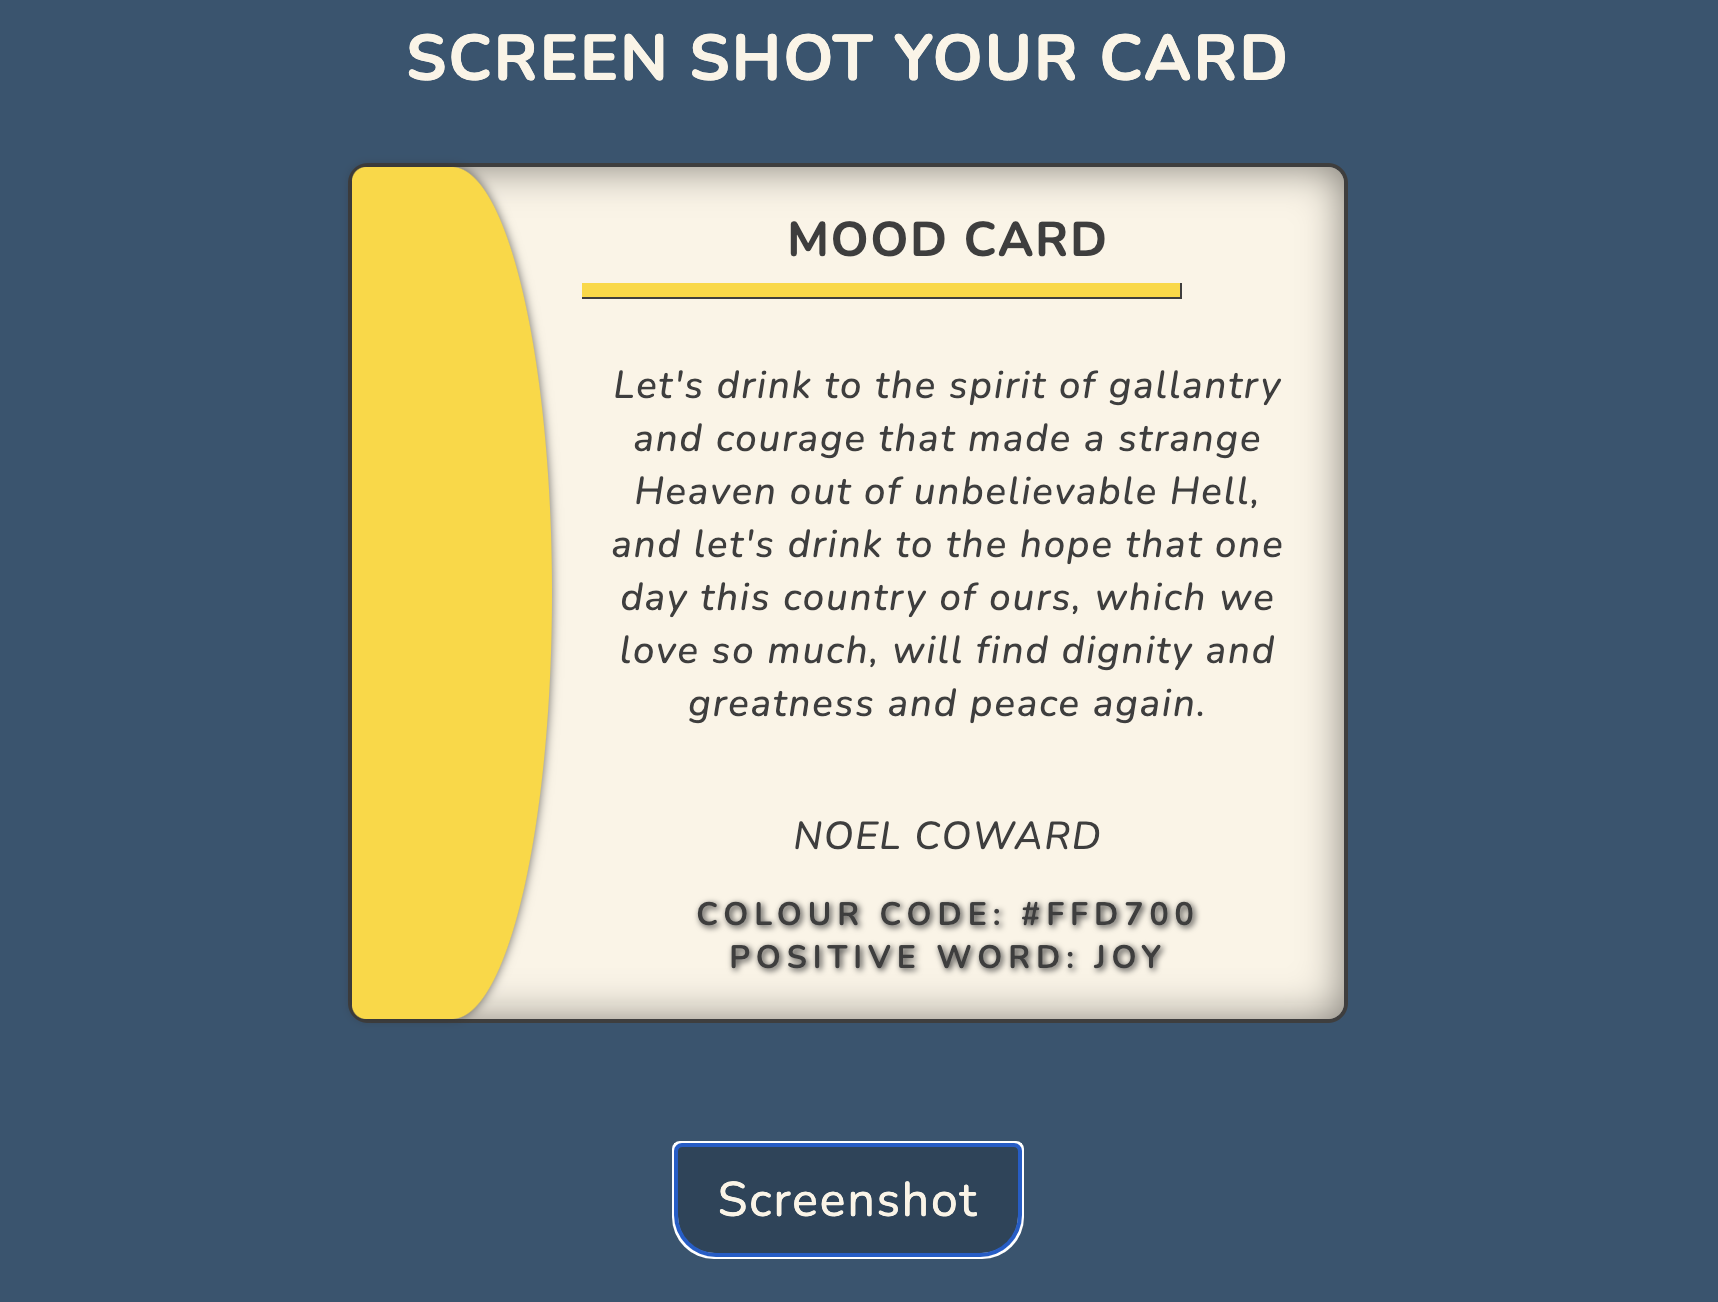 SCREEN SHOT YOUR CARD
MOOD CARD
Let's drink to the spirit of gallantry
and courage that made a strange
Heaven out of unbelievable Hell,
and let's drink to the hope that one
day this country of ours, which we
love so much, will find dignity and
greatness and peace again.
NOEL COWARD
COLOUR CODE: #FFD700
POSITIVE WORD: JOY
Screenshot